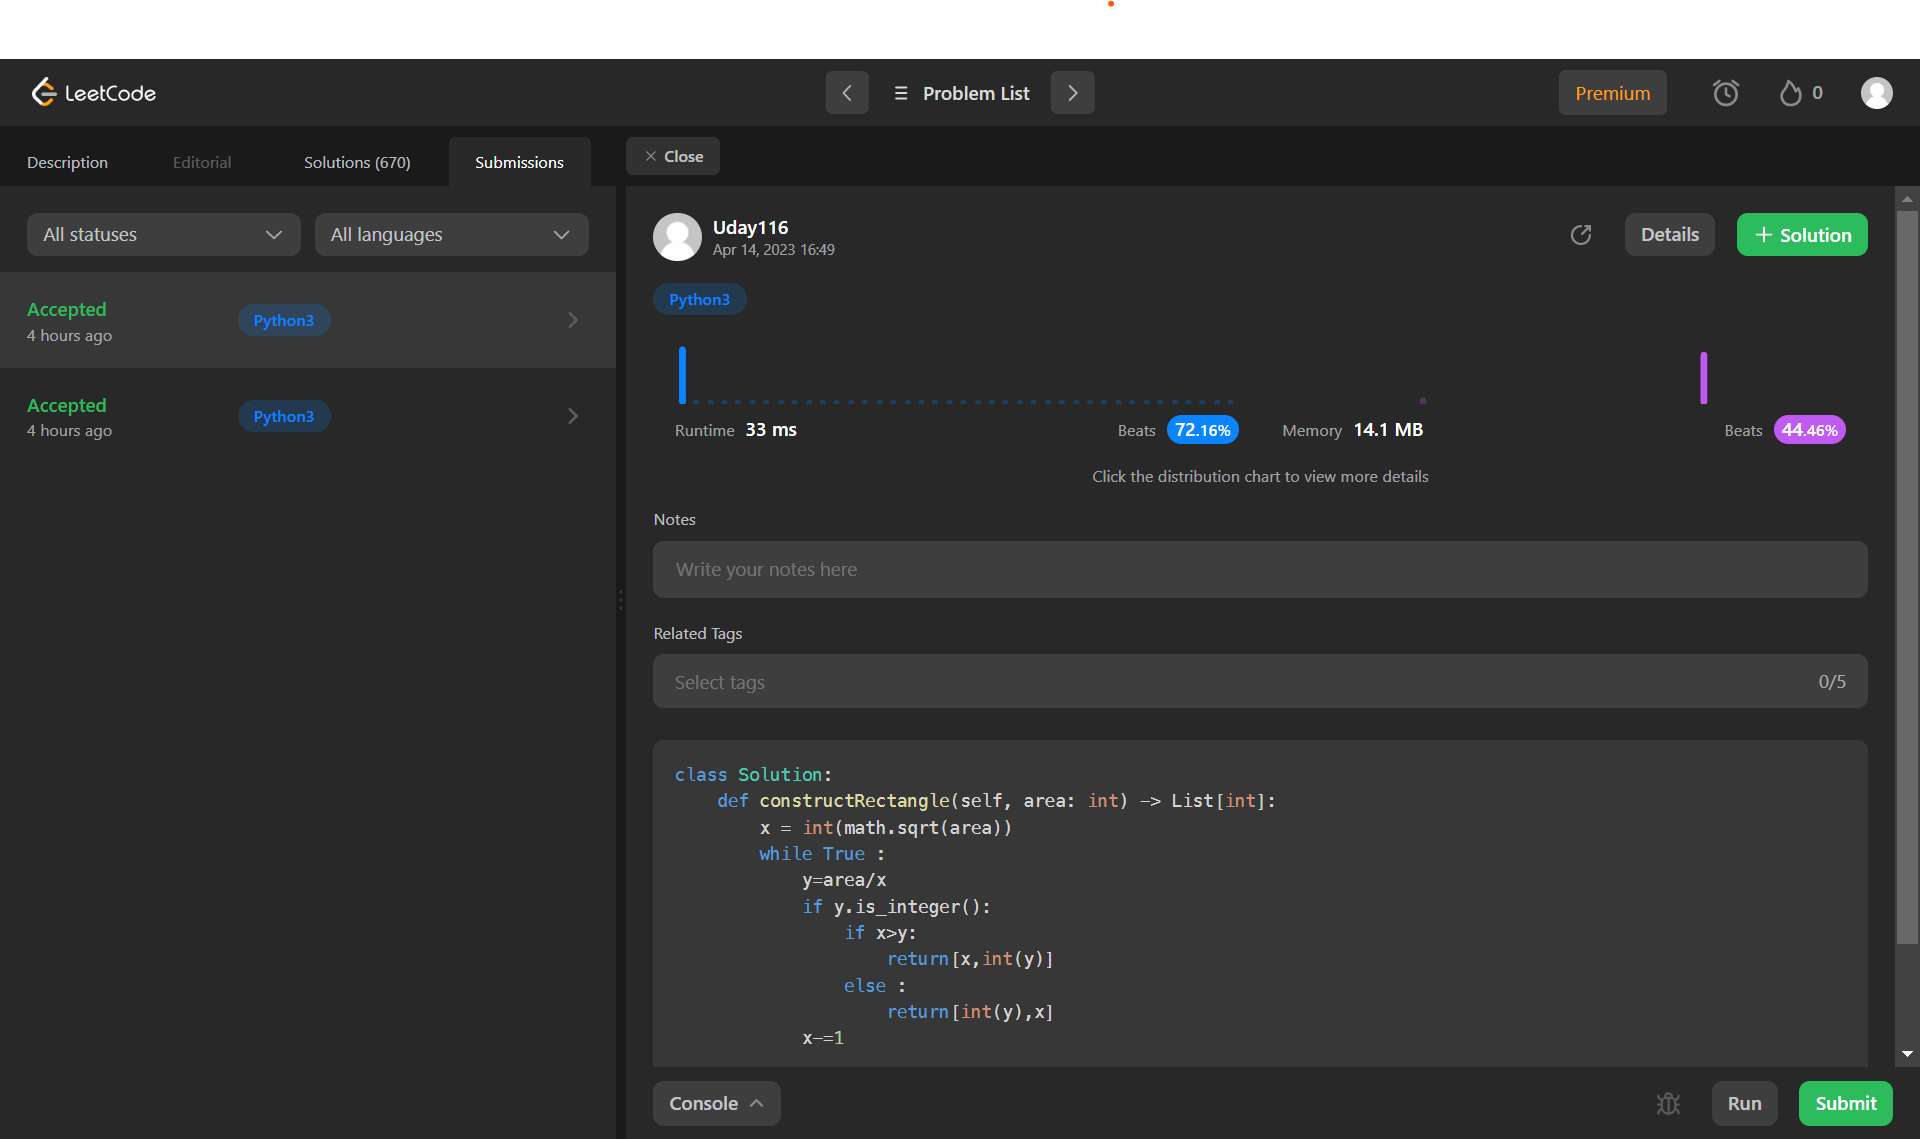 LeetCode
Problem List
Premium
0
Description
Editorial
Solutions (670)
Submissions
Close
All statuses
All languages
Accepted
4 hours ago
Python3
Accepted
4 hours ago
Python3
Uday116
Apr 14, 2023 16:49
Details
+ Solution
Python3
Runtime 33 ms
Beats 72.16%
Memory 14.1 MB
Beats 44.46%
Click the distribution chart to view more details
Notes
Write your notes here
Related Tags
Select tags
0/5
class Solution:
    def constructRectangle(self, area: int) -> List[int]:
        x = int(math.sqrt(area))
        while True :
            y=area/x
            if y.is_integer():
                if x>y:
                    return[x,int(y)]
                else :
                    return[int(y),x]
            x-=1
Console
Run
Submit